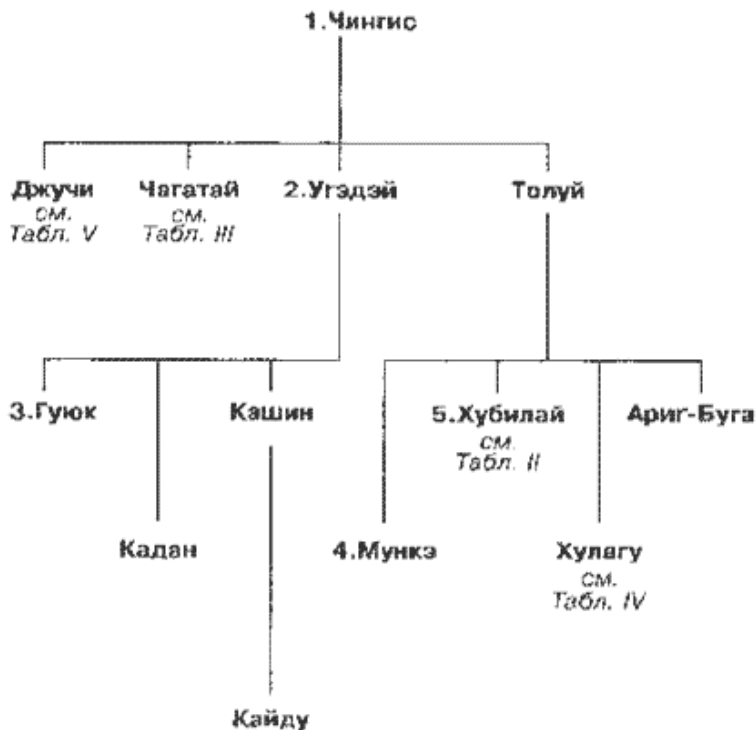 1.Чингис
Джучи Чагатай 2.Угэдэй Толуй
см. см.
Табл. V Табл. III
3.Гуюк Кашин 5.Хубилай Ариг-Буга
см.
Табл. II
Кадан 4.Мункэ Хулагу
см.
Табл. IV
Кайду